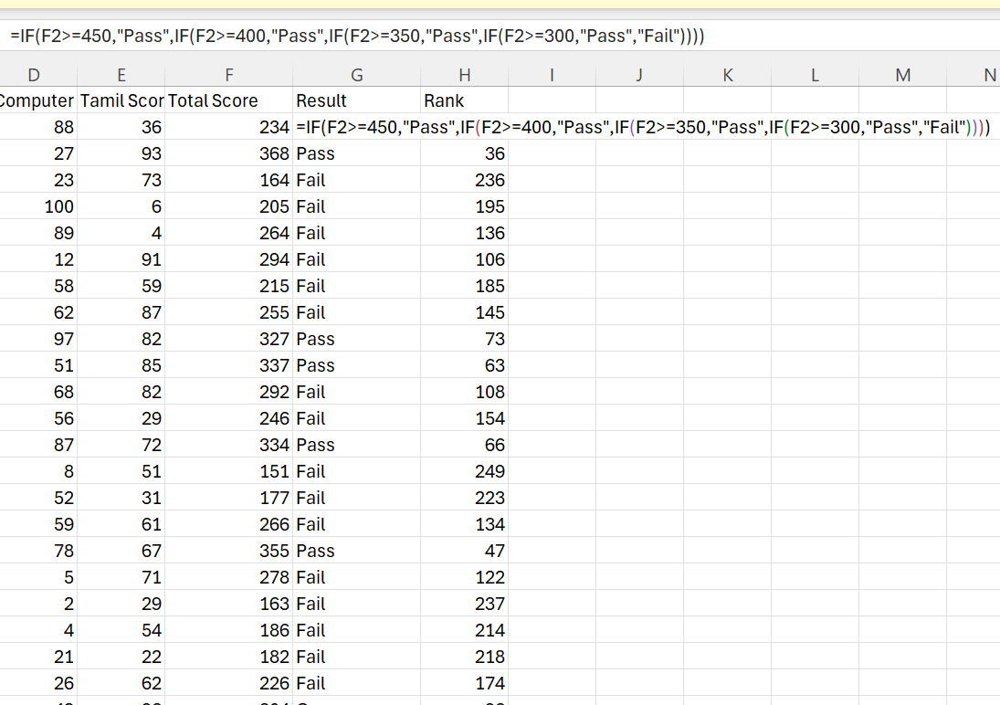 =IF(F2>=450,"Pass",IF(F2>=400,"Pass",IF(F2>=350,"Pass",IF(F2>=300,"Pass","Fail"))))
D E F G H I J K L M N
Computer Tamil Scor Total Score Result Rank
88 36 234 =IF(F2>=450,"Pass",IF(F2>=400,"Pass",IF(F2>=350,"Pass",IF(F2>=300,"Pass","Fail"))))
27 93 368 Pass 36
23 73 164 Fail 236
100 6 205 Fail 195
89 4 264 Fail 136
12 91 294 Fail 106
58 59 215 Fail 185
62 87 255 Fail 145
97 82 327 Pass 73
51 85 337 Pass 63
68 82 292 Fail 108
56 29 246 Fail 154
87 72 334 Pass 66
8 51 151 Fail 249
52 31 177 Fail 223
59 61 266 Fail 134
78 67 355 Pass 47
5 71 278 Fail 122
2 29 163 Fail 237
4 54 186 Fail 214
21 22 182 Fail 218
26 62 226 Fail 174